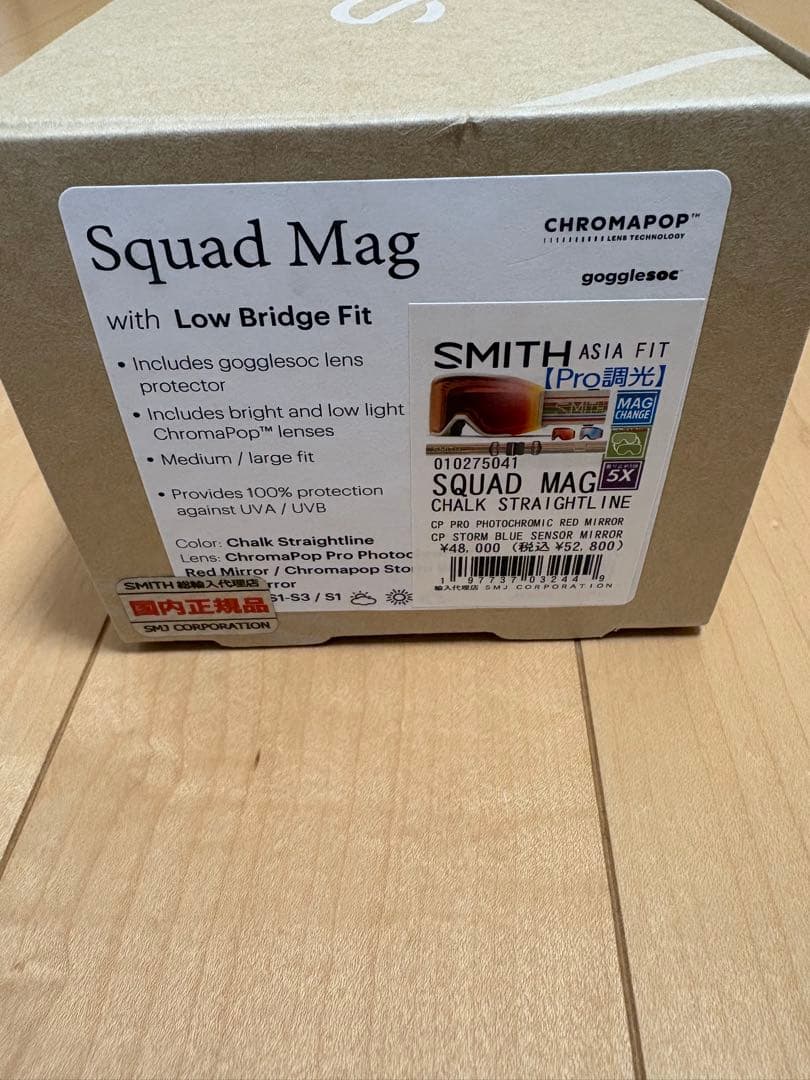 S
Squad Mag
with Low Bridge Fit
• Includes gogglesoc lens
protector
• Includes bright and low light
ChromaPop™ lenses
• Medium / large fit
• Provides 100% protection
against UVA / UVB
Color: Chalk Straightline
Lens: ChromaPop Pro Photoc
Red Mirror / Chromapop Sto
rror
S1-S3 / S1
CHROMAPOP™
LENS TECHNOLOGY
gogglesoc
SMITH ASIA FIT
【Pro調光】
MAG
CHANGE
SMITH
5X
010275041
SQUAD MAG
CHALK STRAIGHTLINE
CP PRO PHOTOCHROMIC RED MIRROR
CP STORM BLUE SENSOR MIRROR
¥48,000 (税込 ¥52,800)
1 97737 03244 9
輸入代理店 SMJ CORPORATION
SMITH 総輸入代理店
国内正規品
SMJ CORPORATION